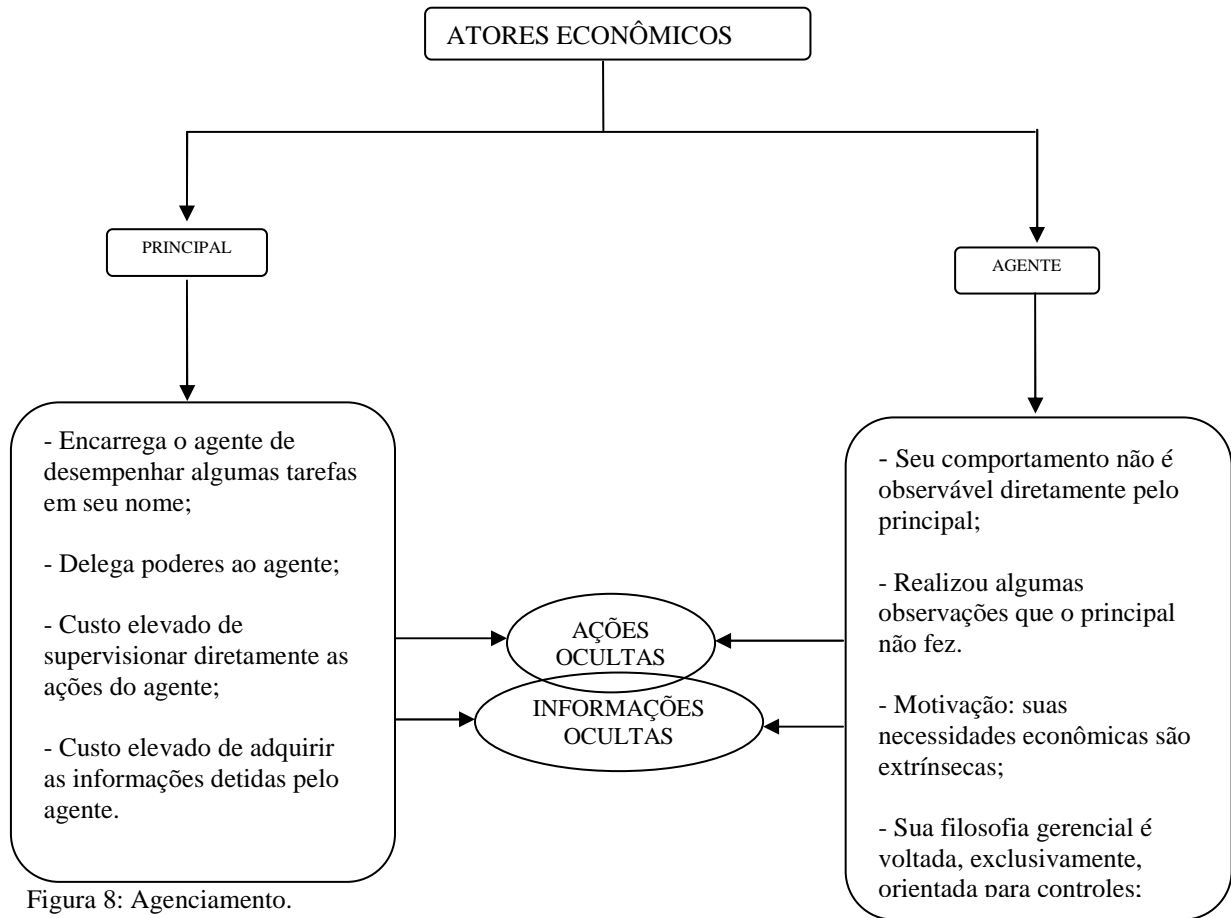 ATORES ECONÔMICOS
PRINCIPAL
AGENTE
- Encarrega o agente de
desempenhar algumas tarefas
em seu nome;
- Delega poderes ao agente;
- Custo elevado de
supervisionar diretamente as
ações do agente;
- Custo elevado de adquirir
as informações detidas pelo
agente.
AÇÕES
OCULTAS
INFORMAÇÕES
OCULTAS
- Seu comportamento não é
observável diretamente pelo
principal;
- Realizou algumas
observações que o principal
não fez.
- Motivação: suas
necessidades econômicas são
extrínsecas;
- Sua filosofia gerencial é
voltada, exclusivamente,
orientada para controles;
Figura 8: Agenciamento.